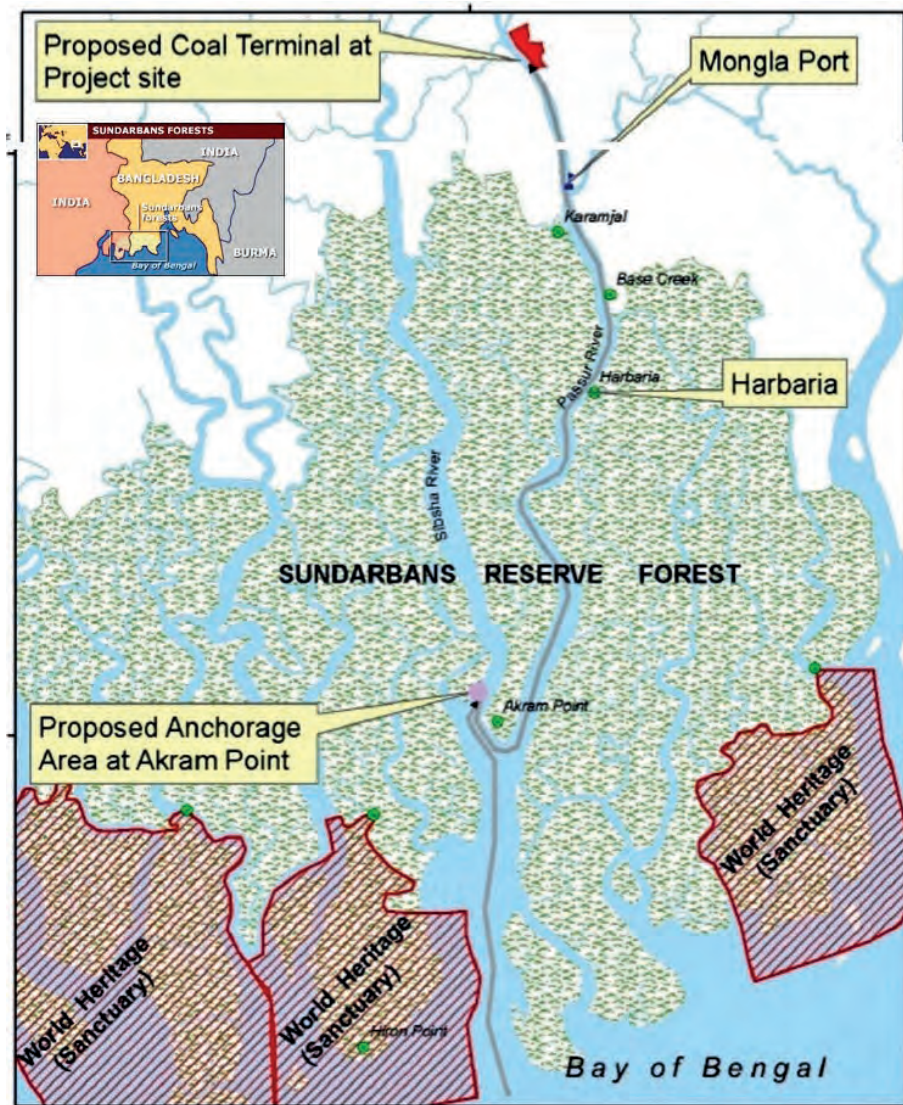 Proposed Coal Terminal at
Project site
Mongla Port
SUNDARBANS FORESTS
INDIA
BANGLADESH
INDIA
Sundarbans
forests
BURMA
Bay of Bengal
Karamjal
Base Creek
Passur River
Harbaria
Harbaria
Sibsha River
SUNDARBANS RESERVE FOREST
Proposed Anchorage
Area at Akram Point
Akram Point
World Heritage
(Sanctuary)
World Heritage
(Sanctuary)
World Heritage
(Sanctuary)
Hiron Point
Bay of Bengal